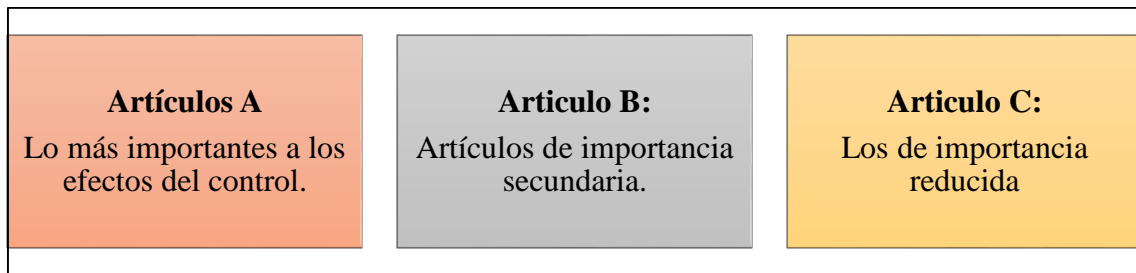 Artículos A
Lo más importantes a los
efectos del control.
Articulo B:
Artículos de importancia
secundaria.
Articulo C:
Los de importancia
reducida